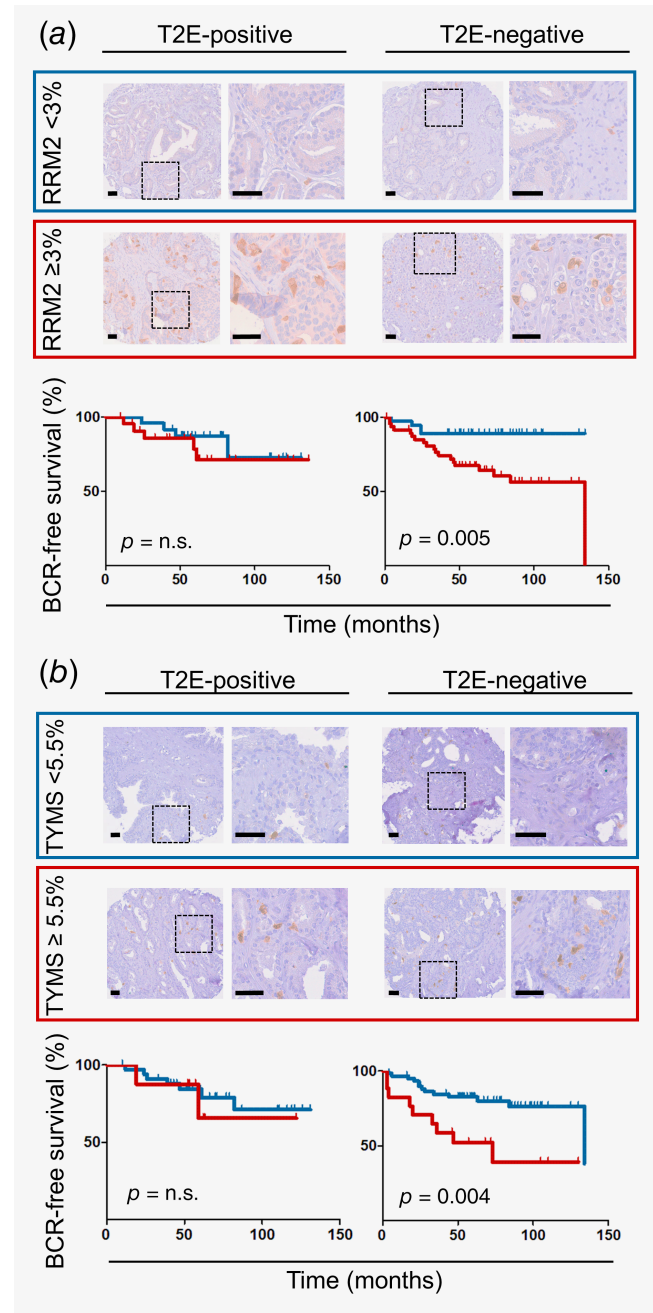 (a)
T2E-positive
T2E-negative
RRM2 <3%
RRM2 ≥3%
BCR-free survival (%)
100
50
p = n.s.
0
50
100
150
100
50
p = 0.005
0
50
100
150
Time (months)
(b)
T2E-positive
T2E-negative
TYMS <5.5%
TYMS ≥ 5.5%
BCR-free survival (%)
100
50
p = n.s.
0
50
100
150
100
50
p = 0.004
0
50
100
150
Time (months)